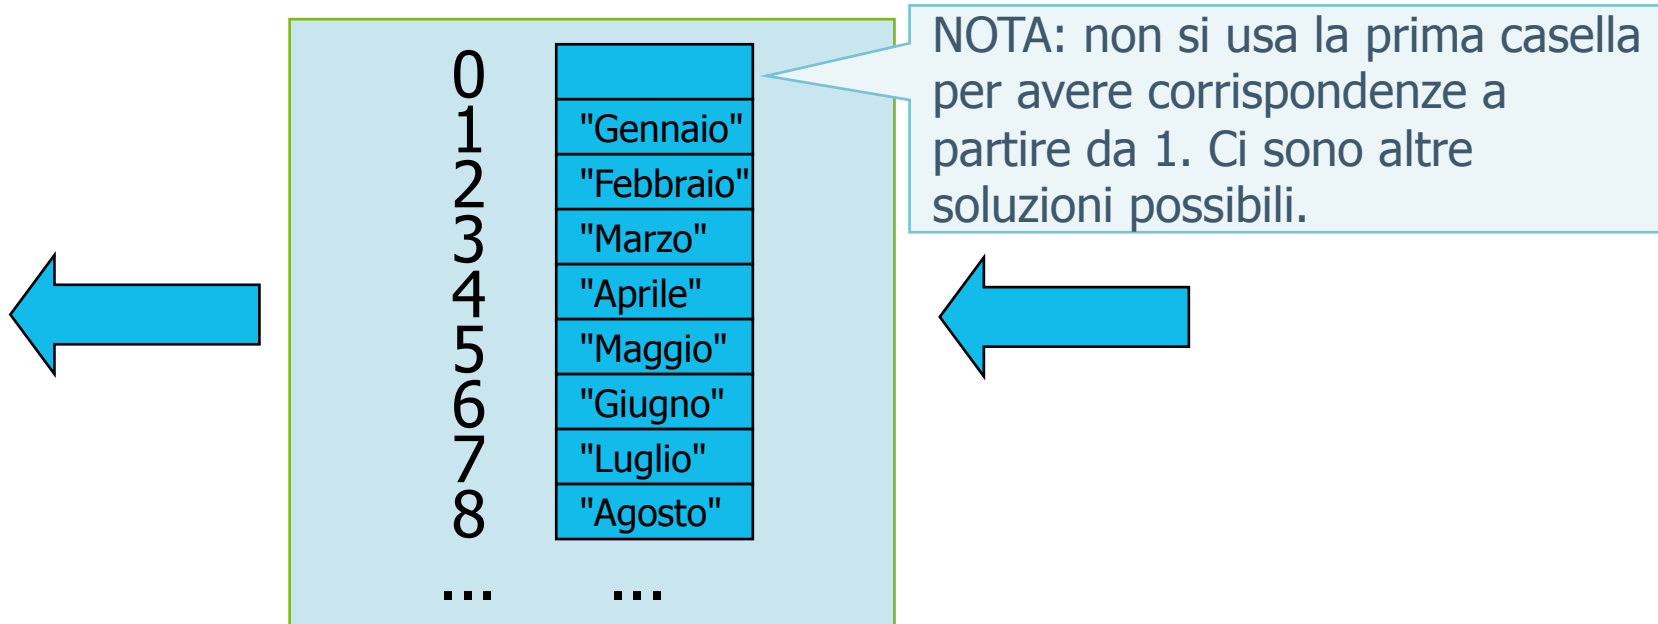 NOTA: non si usa la prima casella
per avere corrispondenze a
partire da 1. Ci sono altre
soluzioni possibili.
0
1 "Gennaio"
2 "Febbraio"
3 "Marzo"
4 "Aprile"
5 "Maggio"
6 "Giugno"
7 "Luglio"
8 "Agosto"
... ...